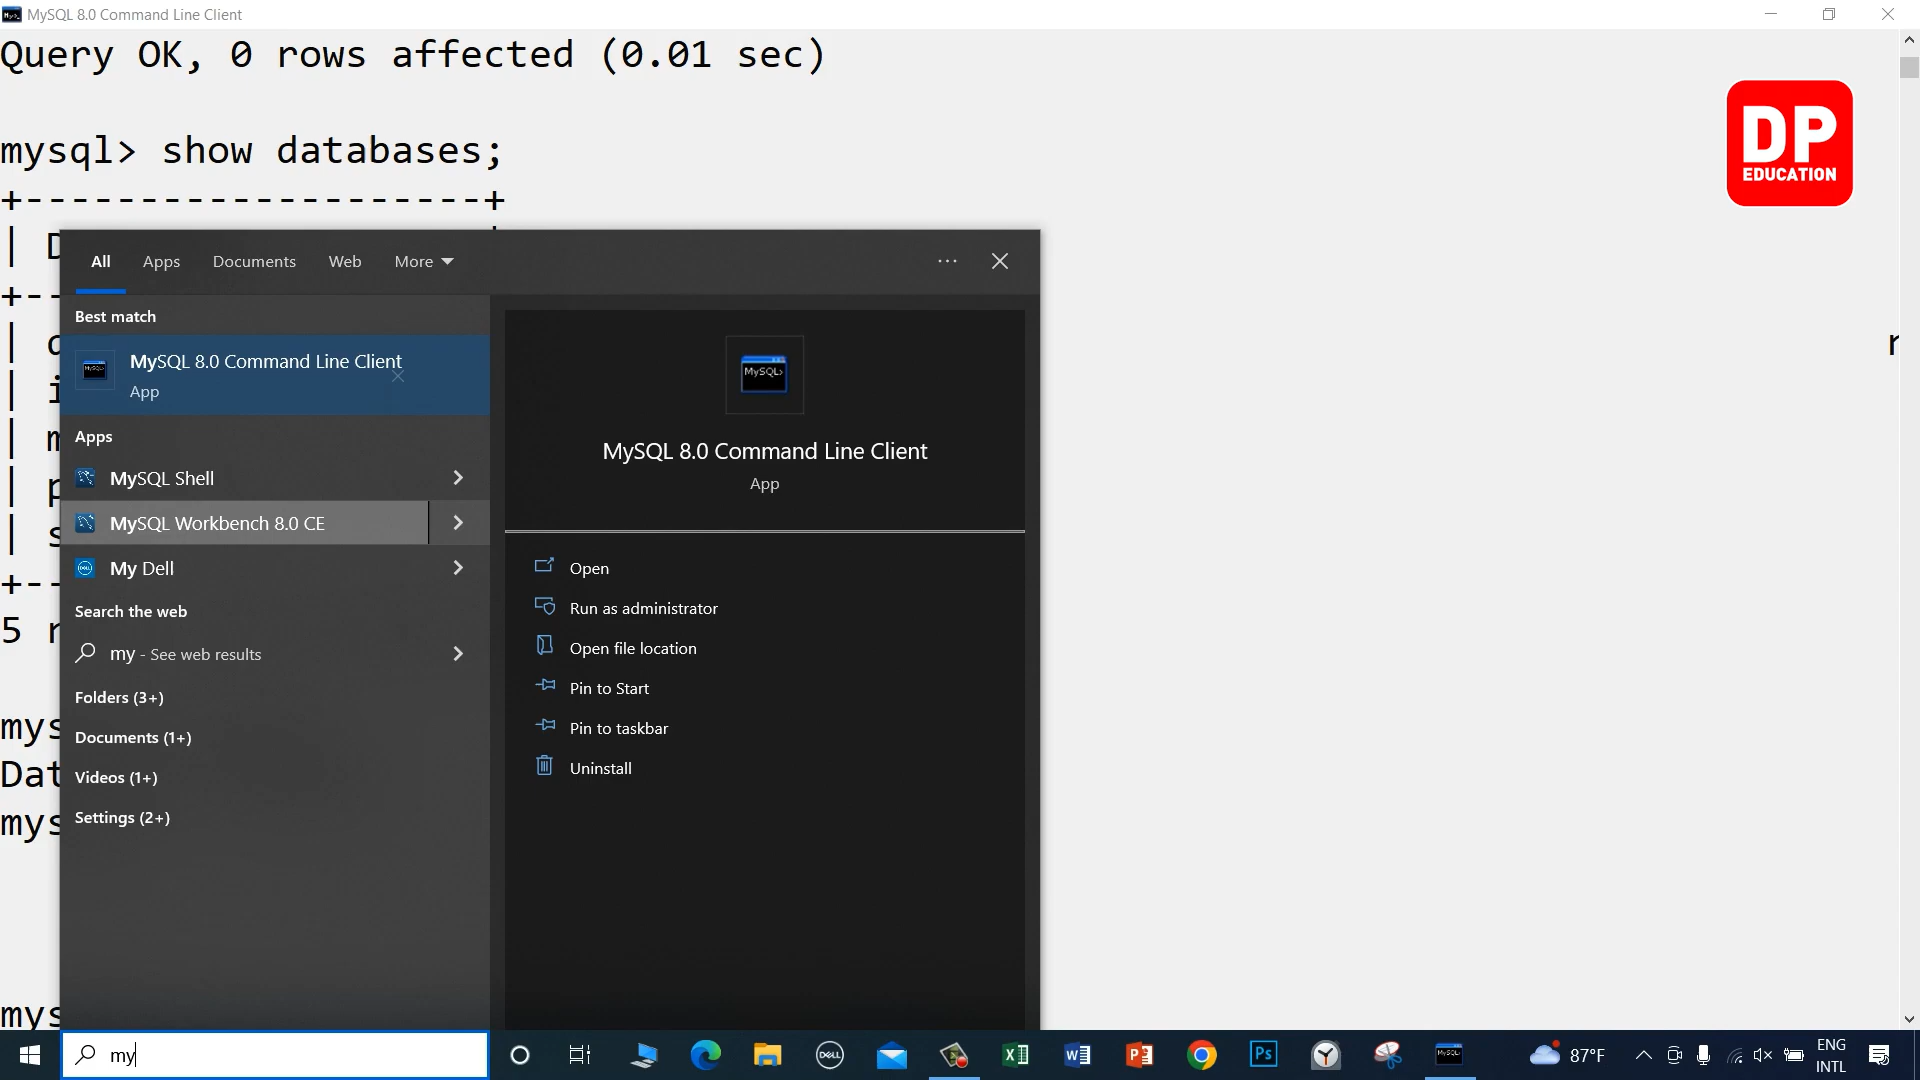 MySQL 8.0 Command Line Client
Query OK, 0 rows affected (0.01 sec)
DP
EDUCATION
mysql> show databases;
+--------------------+
All Apps Documents Web More
Best match
MySQL 8.0 Command Line Client
App
Apps
MySQL Shell
MySQL Workbench 8.0 CE
My Dell
Search the web
my - See web results
Folders (3+)
Documents (1+)
Videos (1+)
Settings (2+)
MySQL 8.0 Command Line Client
App
Open
Run as administrator
Open file location
Pin to Start
Pin to taskbar
Uninstall
5 r
mys
Dat
mys
mys
my
87°F
ENG
INTL